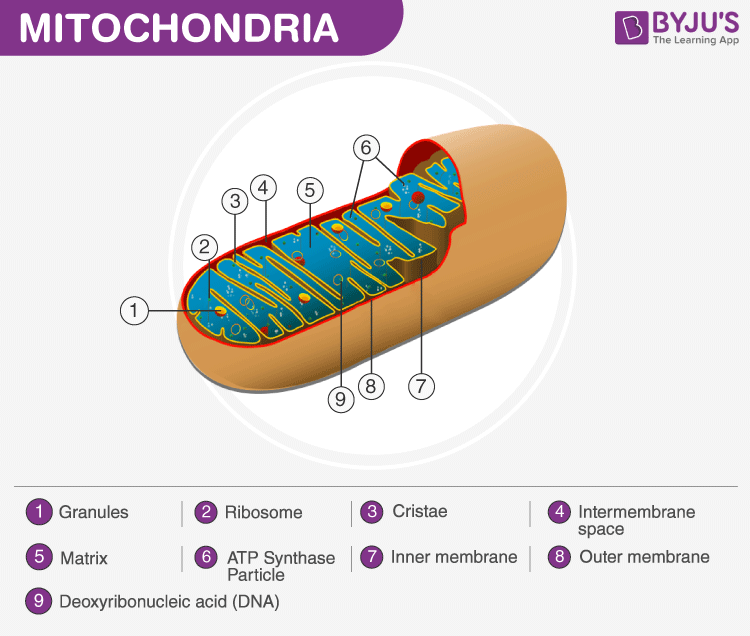 MITOCHONDRIA
BYJU'S
The Learning App
6
5
4
3
2
1
7
8
9
1 Granules
2 Ribosome
3 Cristae
4 Intermembrane
space
5 Matrix
6 ATP Synthase
Particle
7 Inner membrane
8 Outer membrane
9 Deoxyribonucleic acid (DNA)